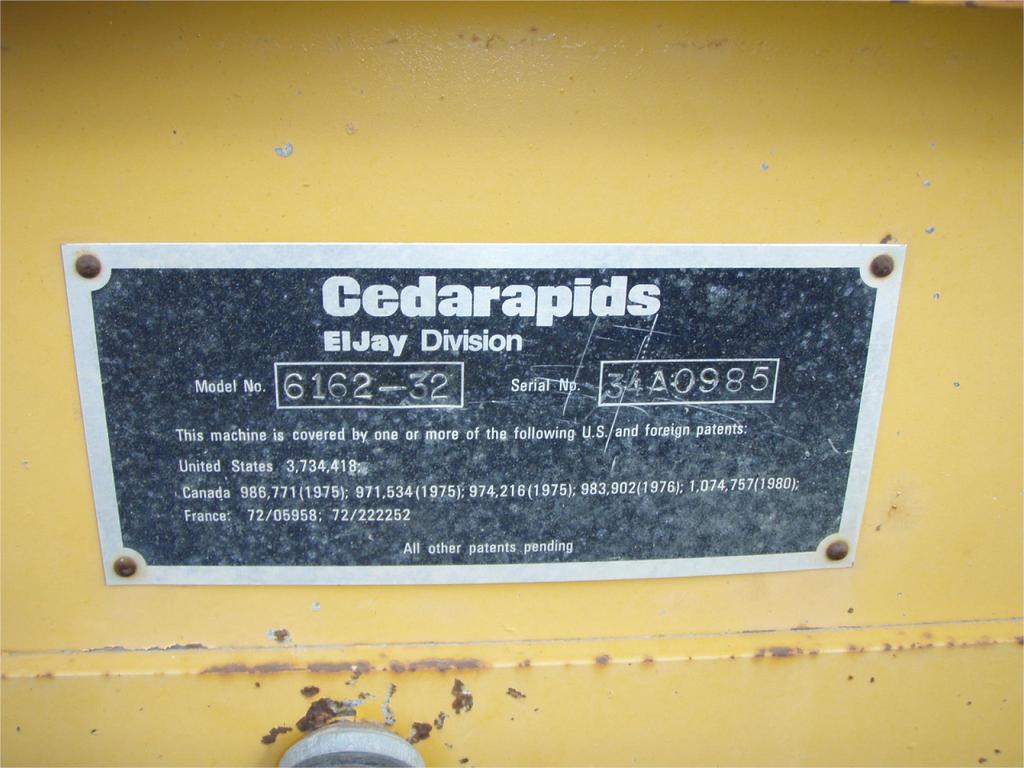 Cedarapids
ElJay Division
Model No. 6162-32 Serial No. 34A0985
This machine is covered by one or more of the following U.S. and foreign patents:
United States 3,734,418;
Canada 986,771(1975); 971,534(1975); 974,216(1975); 983,902(1976); 1,074,757(1980);
France: 72/05958; 72/222252
All other patents pending